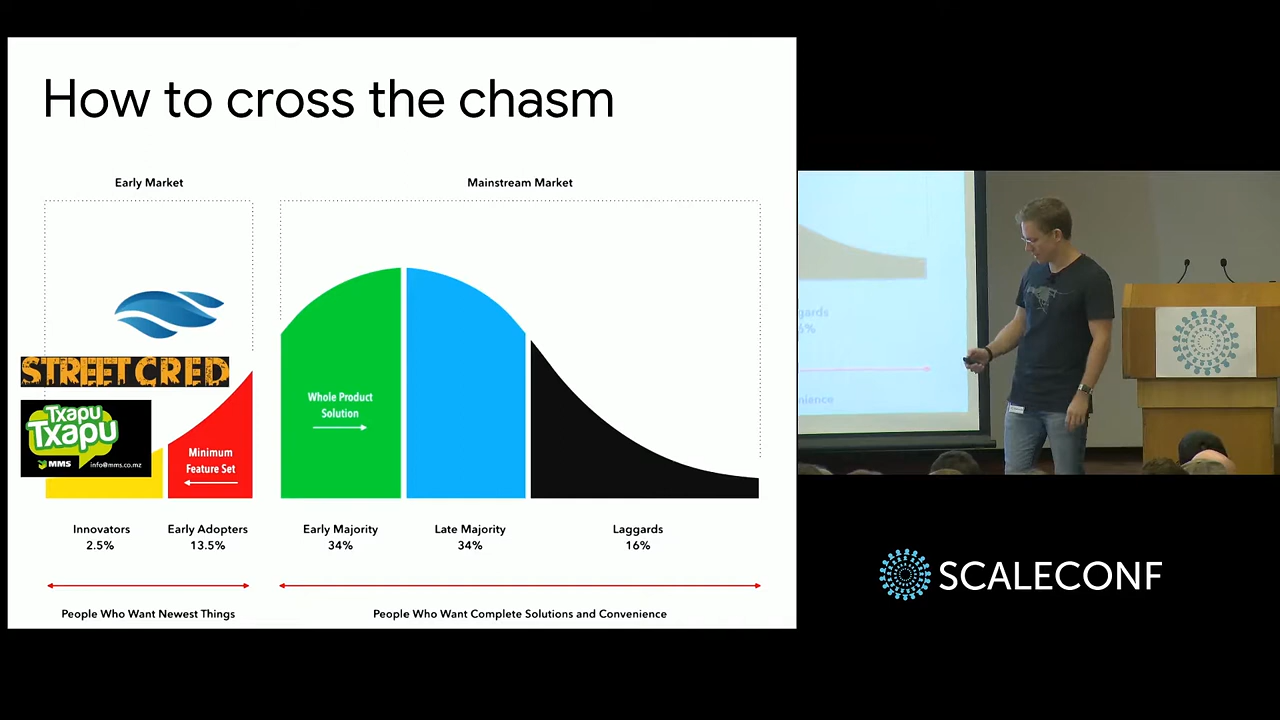 How to cross the chasm
Early Market
Mainstream Market
STREET CRED
Txapu
Txapu
MMS info@mms.co.mz
Minimum
Feature Set
Whole Product
Solution
Innovators
2.5%
Early Adopters
13.5%
Early Majority
34%
Late Majority
34%
Laggards
16%
People Who Want Newest Things
People Who Want Complete Solutions and Convenience
SCALECONF